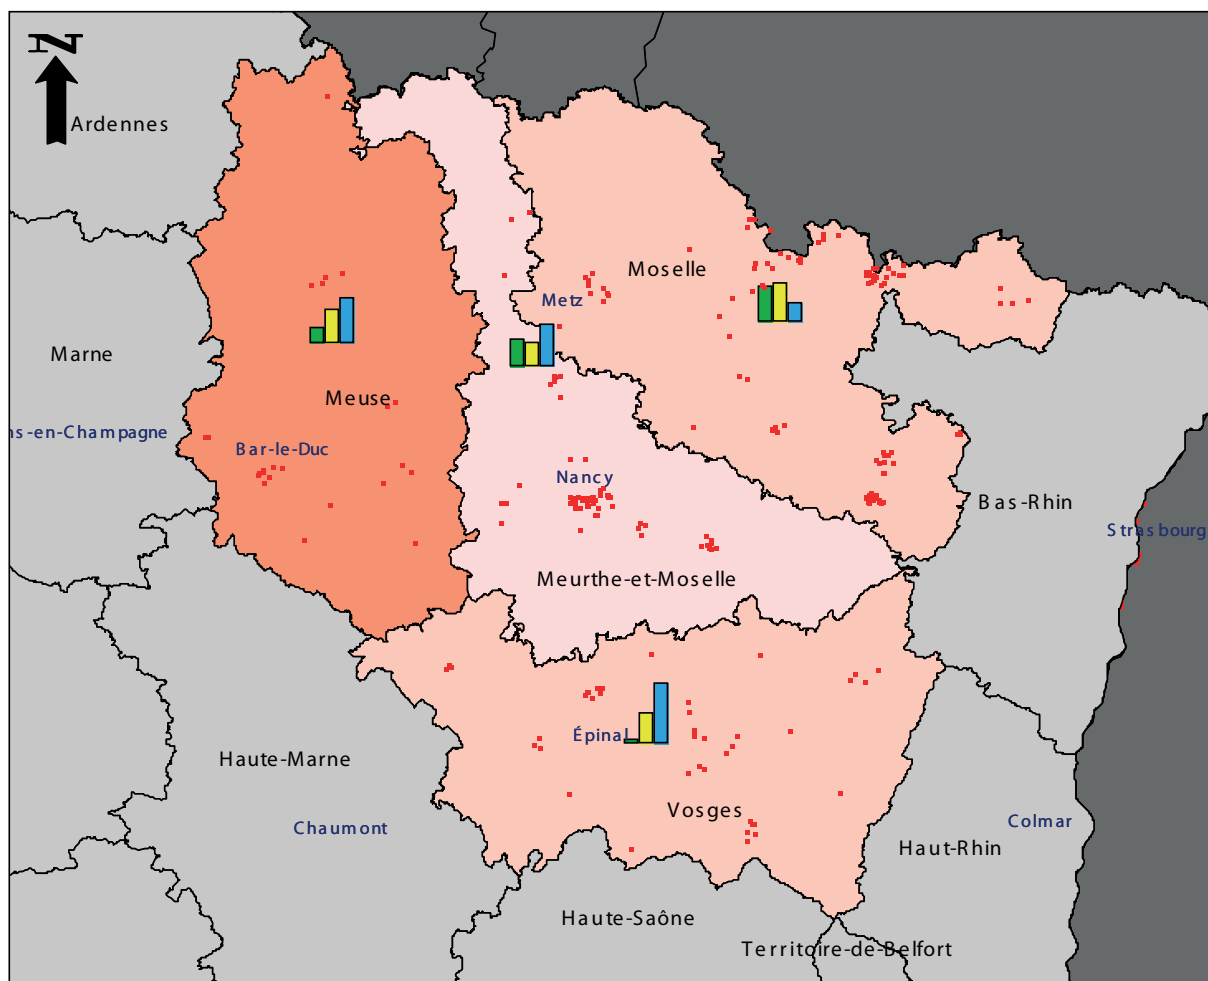 N
Ardennes
Moselle
Metz
Marne
Meuse
ns-en-Champagne
Bar-le-Duc
Nancy
Bas-Rhin
Strasbourg
Meurthe-et-Moselle
Épinal
Haute-Marne
Vosges
Chaumont
Colmar
Haut-Rhin
Haute-Saône
Territoire-de-Belfort